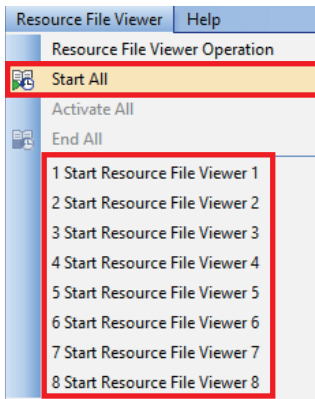 Resource File Viewer Help
Resource File Viewer Operation
Start All
Activate All
End All
1 Start Resource File Viewer 1
2 Start Resource File Viewer 2
3 Start Resource File Viewer 3
4 Start Resource File Viewer 4
5 Start Resource File Viewer 5
6 Start Resource File Viewer 6
7 Start Resource File Viewer 7
8 Start Resource File Viewer 8